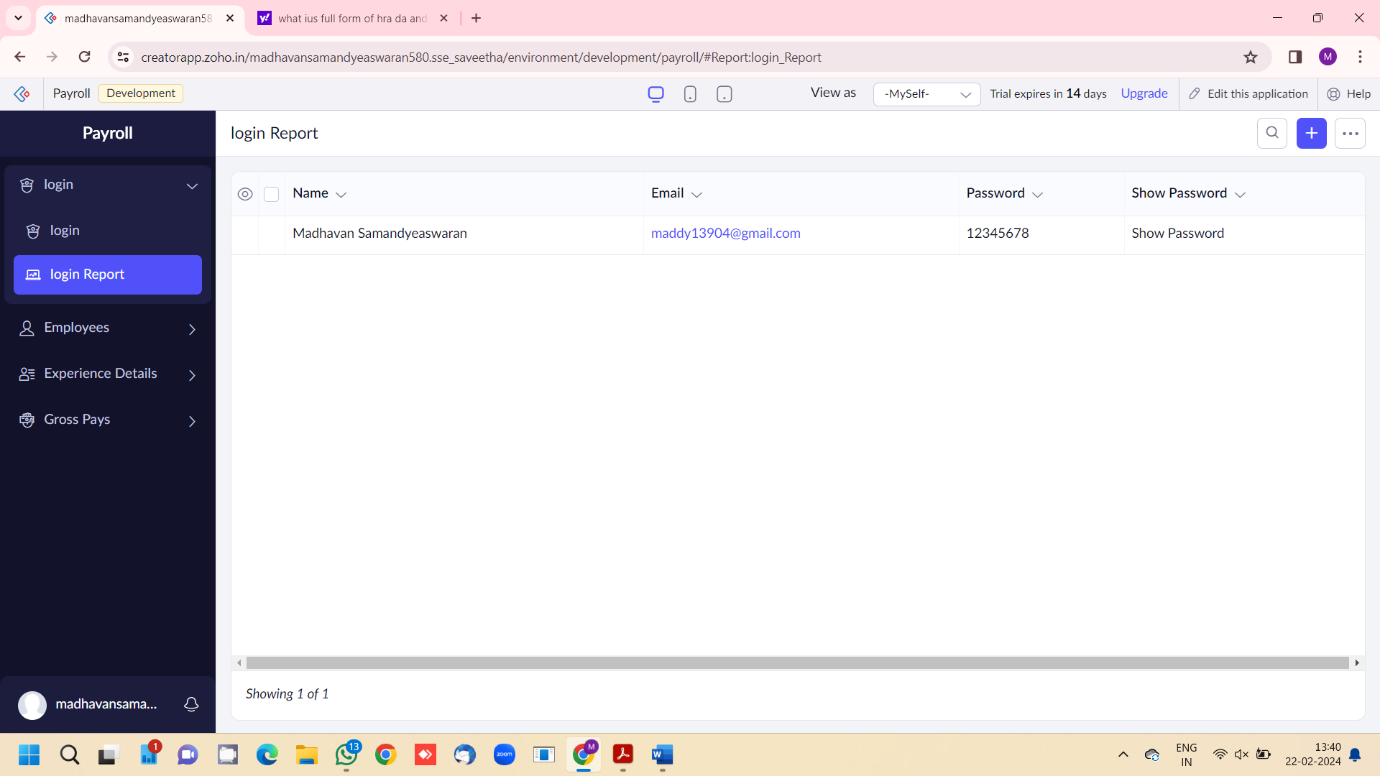 madhavansamandyeaswaran58
what ius full form of hra da and
creatorapp.zoho.in/madhavansamandyeaswaran580.sse_saveetha/environment/development/payroll/#Report:login_Report
M
Payroll Development View as -MySelf- Trial expires in 14 days Upgrade Edit this application Help
Payroll
login Report
login
login
login Report
Employees
Experience Details
Gross Pays
Name Email Password Show Password
Madhavan Samandyeaswaran maddy13904@gmail.com 12345678 Show Password
Showing 1 of 1
madhavansama...
1
13
zoom
M
ENG
IN
13:40
22-02-2024